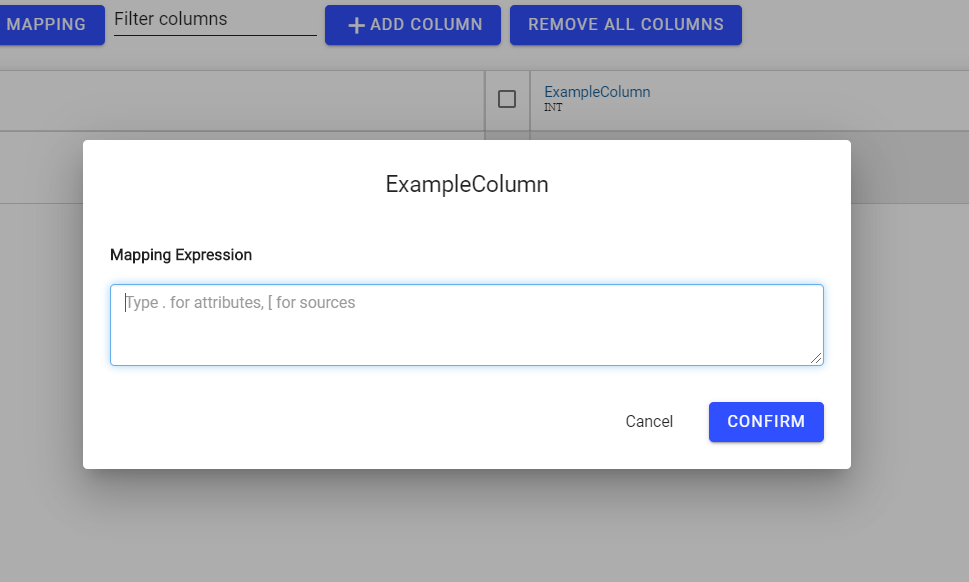 MAPPING
Filter columns
ADD COLUMN
REMOVE ALL COLUMNS
ExampleColumn
INT
ExampleColumn
Mapping Expression
Type . for attributes, [ for sources
Cancel
CONFIRM